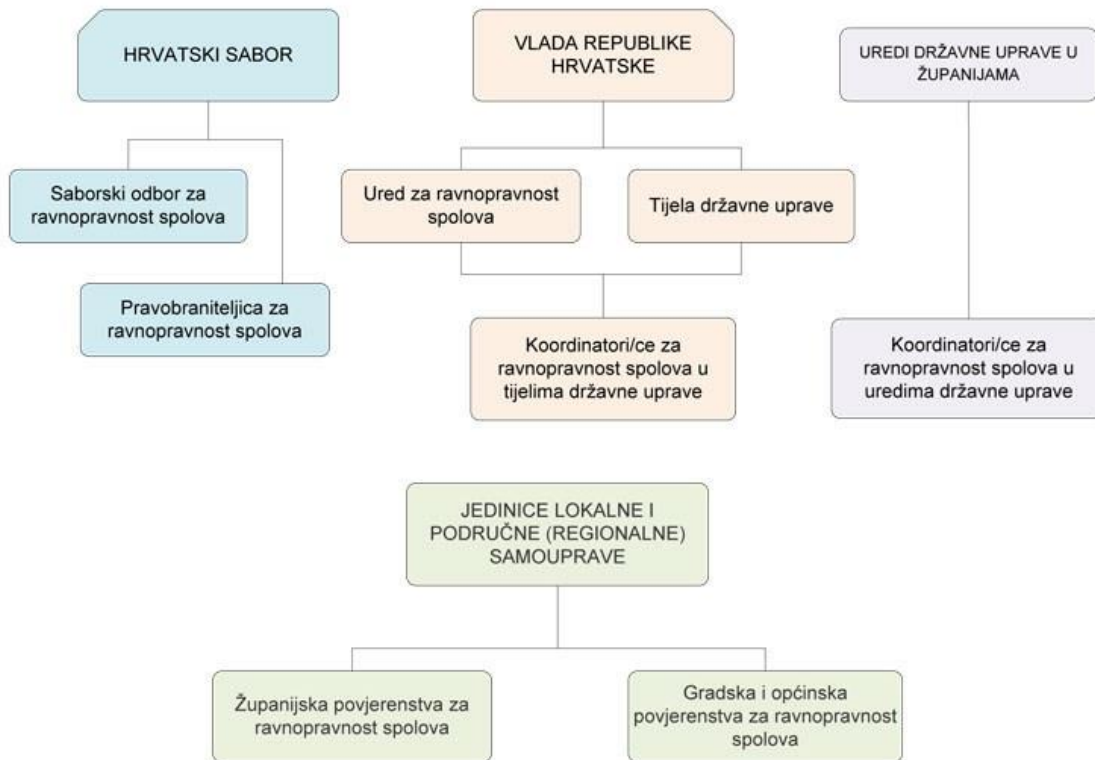 HRVATSKI SABOR
VLADA REPUBLIKE
HRVATSKE
UREDI DRŽAVNE UPRAVE U
ŽUPANIJAMA
Saborski odbor za
ravnopravnost spolova
Ured za ravnopravnost
spolova
Tijela državne uprave
Pravobraniteljica za
ravnopravnost spolova
Koordinatori/ce za
ravnopravnost spolova u
tijelima državne uprave
Koordinatori/ce za
ravnopravnost spolova u
uredima državne uprave
JEDINICE LOKALNE I
PODRUČNE (REGIONALNE)
SAMOUPRAVE
Županijska povjerenstva za
ravnopravnost spolova
Gradska i općinska
povjerenstva za ravnopravnost
spolova